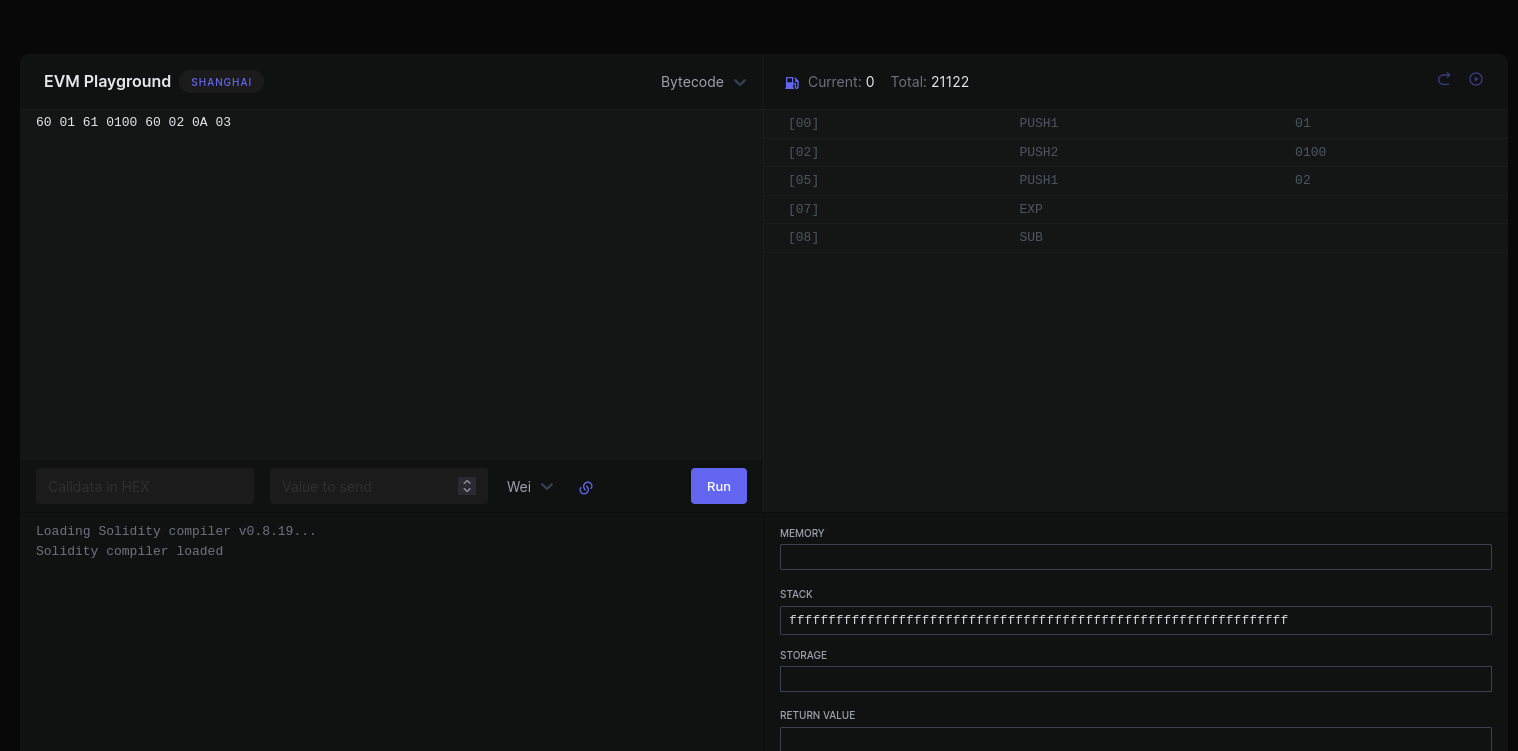 EVM Playground SHANGHAI Bytecode
Current: 0 Total: 21122
60 01 61 0100 60 02 0A 03
[00] PUSH1 01
[02] PUSH2 0100
[05] PUSH1 02
[07] EXP
[08] SUB
Calldata in HEX Value to send Wei Run
Loading Solidity compiler v0.8.19...
Solidity compiler loaded
MEMORY
STACK
ffffffffffffffffffffffffffffffffffffffffffffffffffffffffffffffff
STORAGE
RETURN VALUE